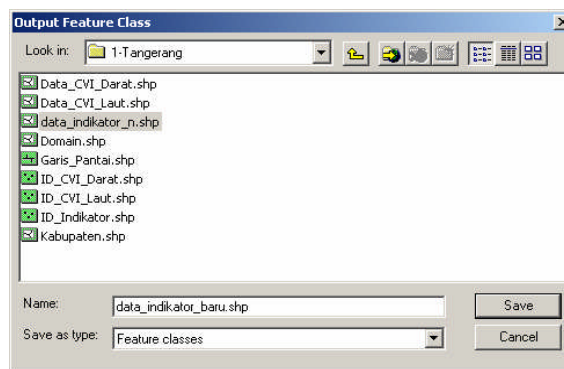 Output Feature Class
Look in: 1-Tangerang
Data_CVI_Darat.shp
Data_CVI_Laut.shp
data_indikator_n.shp
Domain.shp
Garis_Pantai.shp
ID_CVI_Darat.shp
ID_CVI_Laut.shp
ID_Indikator.shp
Kabupaten.shp
Name: data_indikator_baru.shp Save
Save as type: Feature classes Cancel